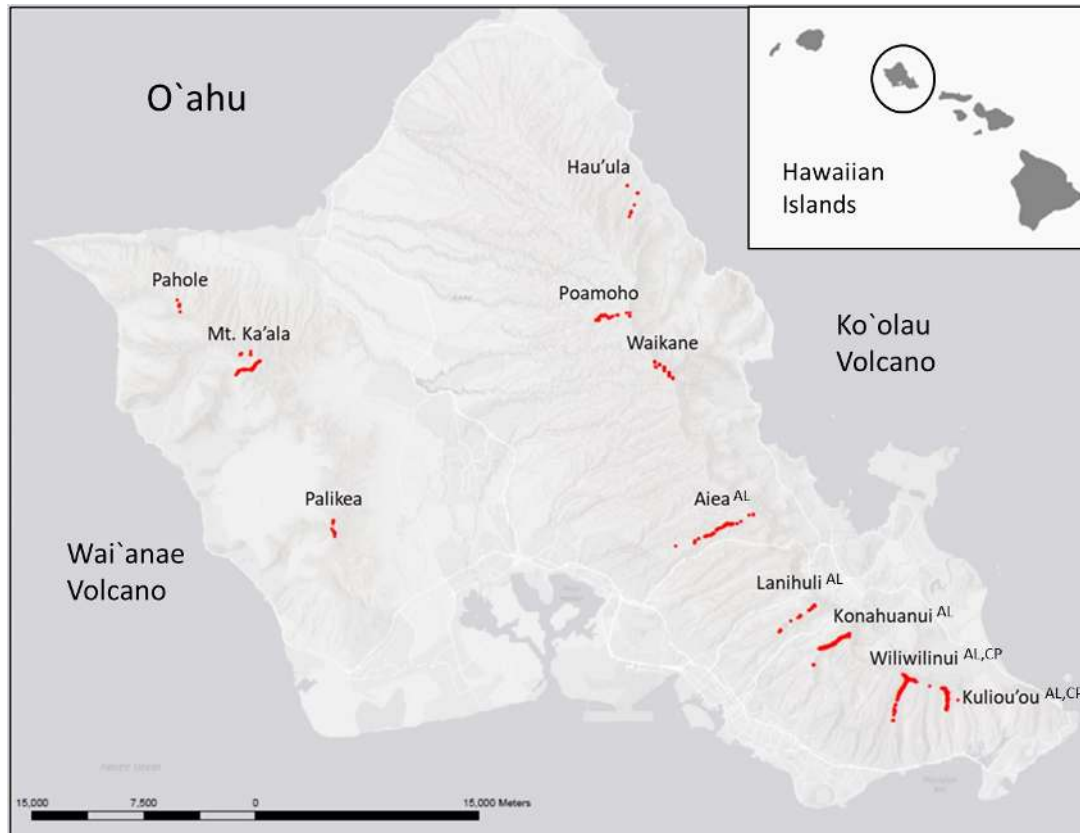 O`ahu
Hawaiian
Islands
Hau'ula
Pahole
Poamoho
Mt. Ka'ala
Waikane
Ko`olau
Volcano
Palikea
Aiea AL
Wai`anae
Volcano
Lanihuli AL
Konahuanui AL
Wiliwilinui AL,CP
Kuliou'ou AL,CP
15,000 7,500 0 15,000 Meters